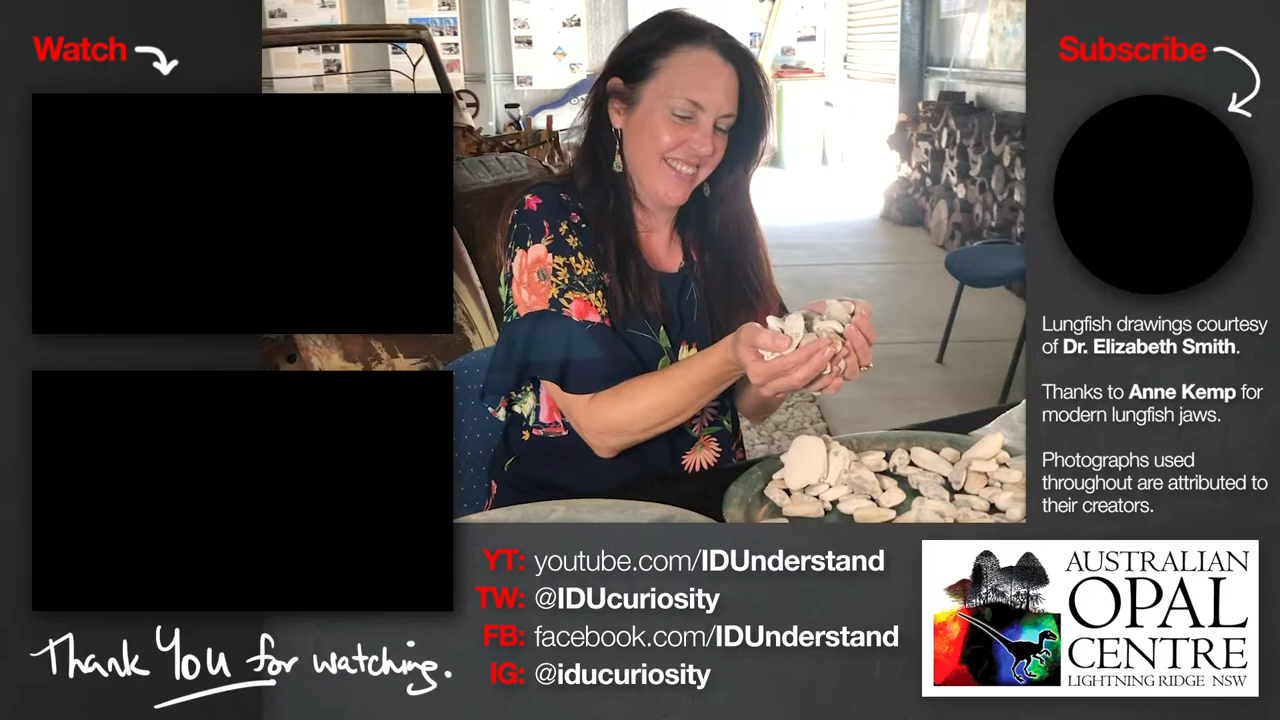 Watch
Subscribe
Lungfish drawings courtesy
of Dr. Elizabeth Smith.
Thanks to Anne Kemp for
modern lungfish jaws.
Photographs used
throughout are attributed to
their creators.
YT: youtube.com/IDUnderstand
TW: @IDUcuriosity
FB: facebook.com/IDUnderstand
IG: @iducuriosity
Thank You for watching.
AUSTRALIAN
OPAL
CENTRE
LIGHTNING RIDGE NSW